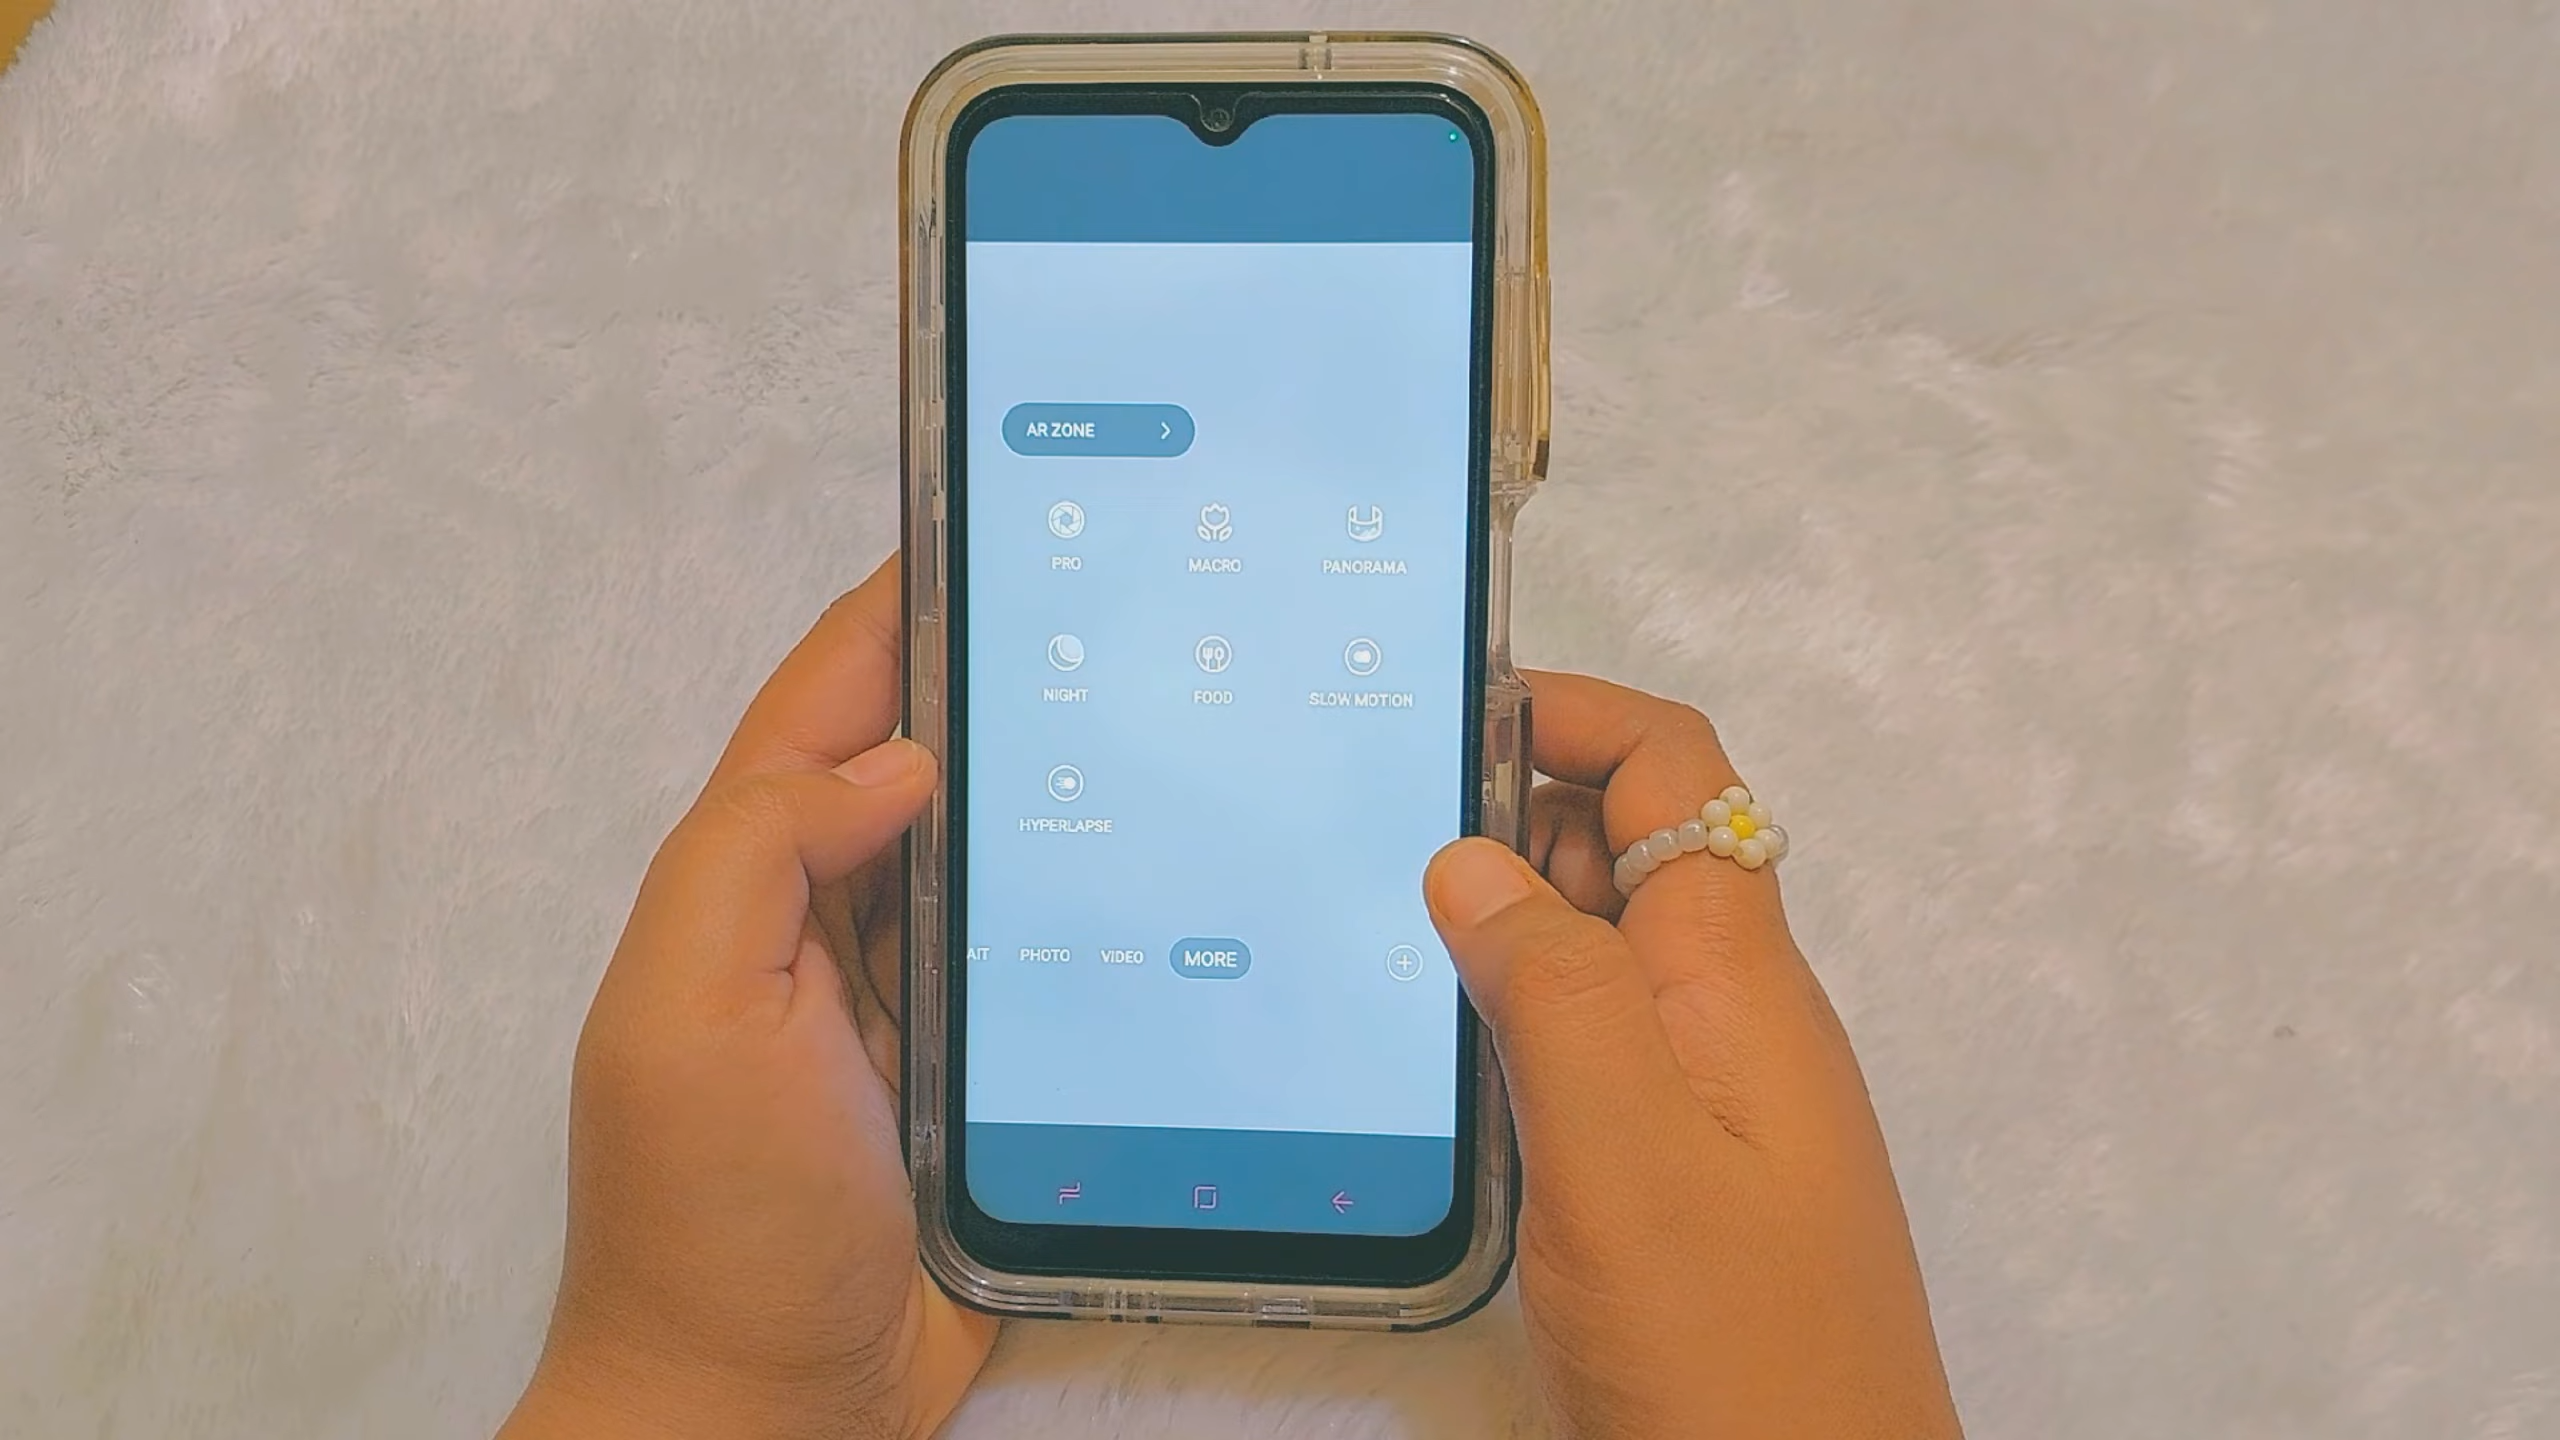 AR ZONE
PRO MACRO PANORAMA
NIGHT FOOD SLOW MOTION
HYPERLAPSE
AIT PHOTO VIDEO MORE